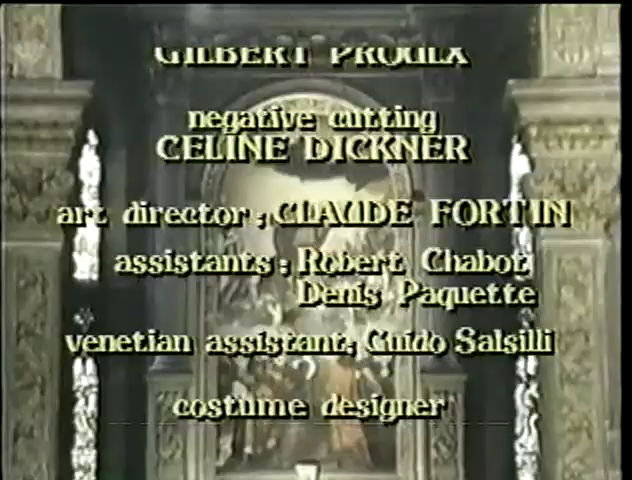 GILBERT PROULX
negative cutting
CELINE DICKNER
art director : CLAUDE FORTIN
assistants : Robert Chabot
Denis Paquette
venetian assistant: Guido Salsilli
costume designer